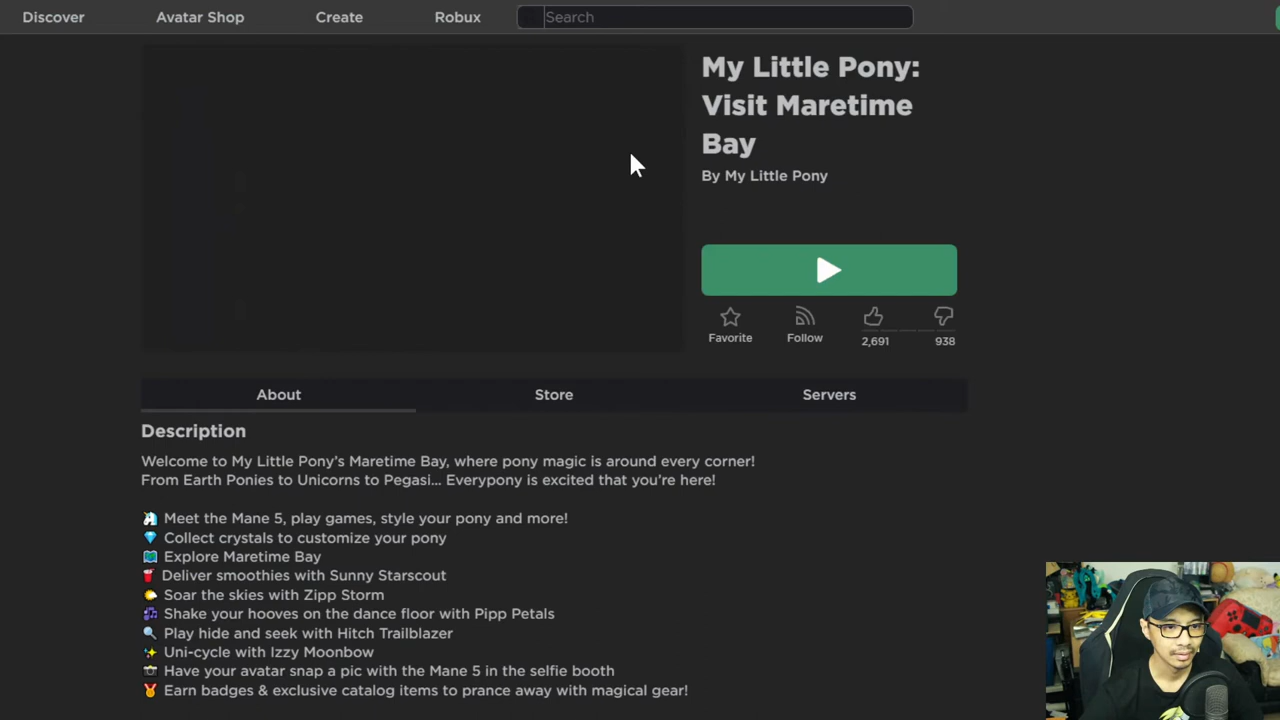 Discover Avatar Shop Create Robux Search
My Little Pony:
Visit Maretime
Bay
By My Little Pony
Favorite Follow 2,691 938
About Store Servers
Description
Welcome to My Little Pony's Maretime Bay, where pony magic is around every corner!
From Earth Ponies to Unicorns to Pegasi... Everypony is excited that you're here!
🦄 Meet the Mane 5, play games, style your pony and more!
💎 Collect crystals to customize your pony
🗺️ Explore Maretime Bay
🥤 Deliver smoothies with Sunny Starscout
🌤️ Soar the skies with Zipp Storm
🎶 Shake your hooves on the dance floor with Pipp Petals
🔍 Play hide and seek with Hitch Trailblazer
✨ Uni-cycle with Izzy Moonbow
📷 Have your avatar snap a pic with the Mane 5 in the selfie booth
🏅 Earn badges & exclusive catalog items to prance away with magical gear!